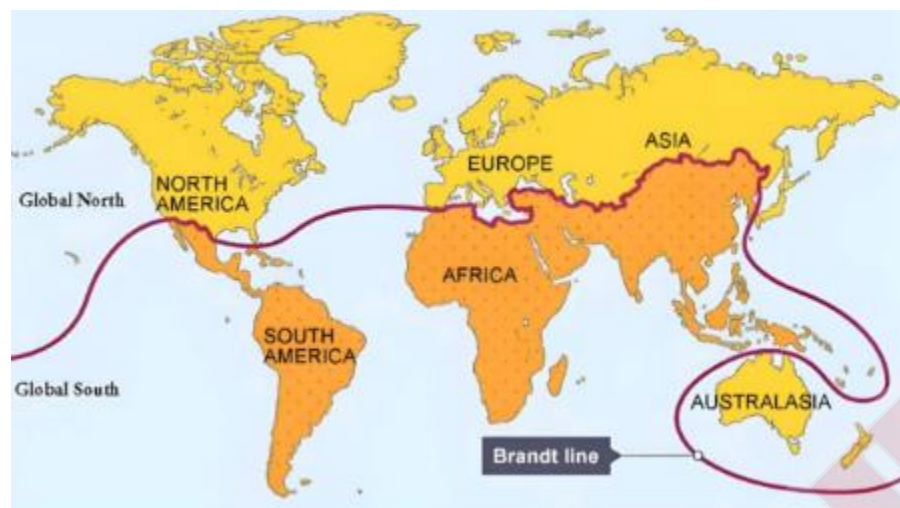 ASIA
EUROPE
NORTH
AMERICA
Global North
AFRICA
SOUTH
AMERICA
Global South
AUSTRALASIA
Brandt line